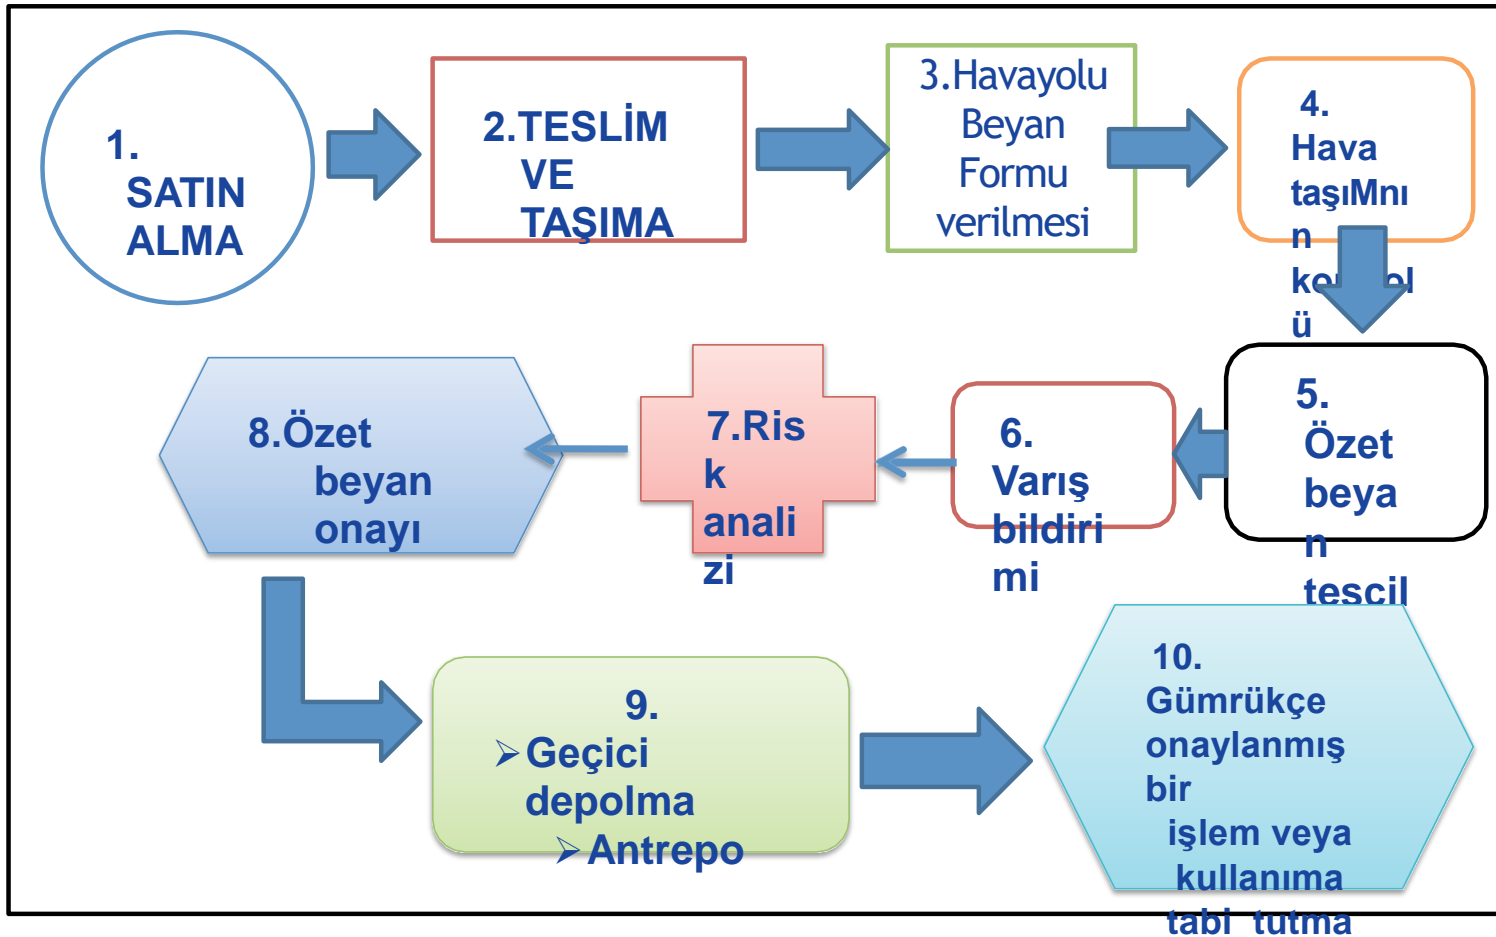 1.
SATIN
ALMA
2.TESLİM
VE
TAŞIMA
3.Havayolu
Beyan
Formu
verilmesi
4.
Hava
taşıMnı
n
ü
5.
Özet
beya
n
tescil
6.
Varış
bildiri
mi
7.Ris
k
anali
zi
8.Özet
beyan
onayı
9.
➢Geçici
depolma
➢Antrepo
10.
Gümrükçe
onaylanmış
bir
işlem veya
kullanıma
tabi tutma